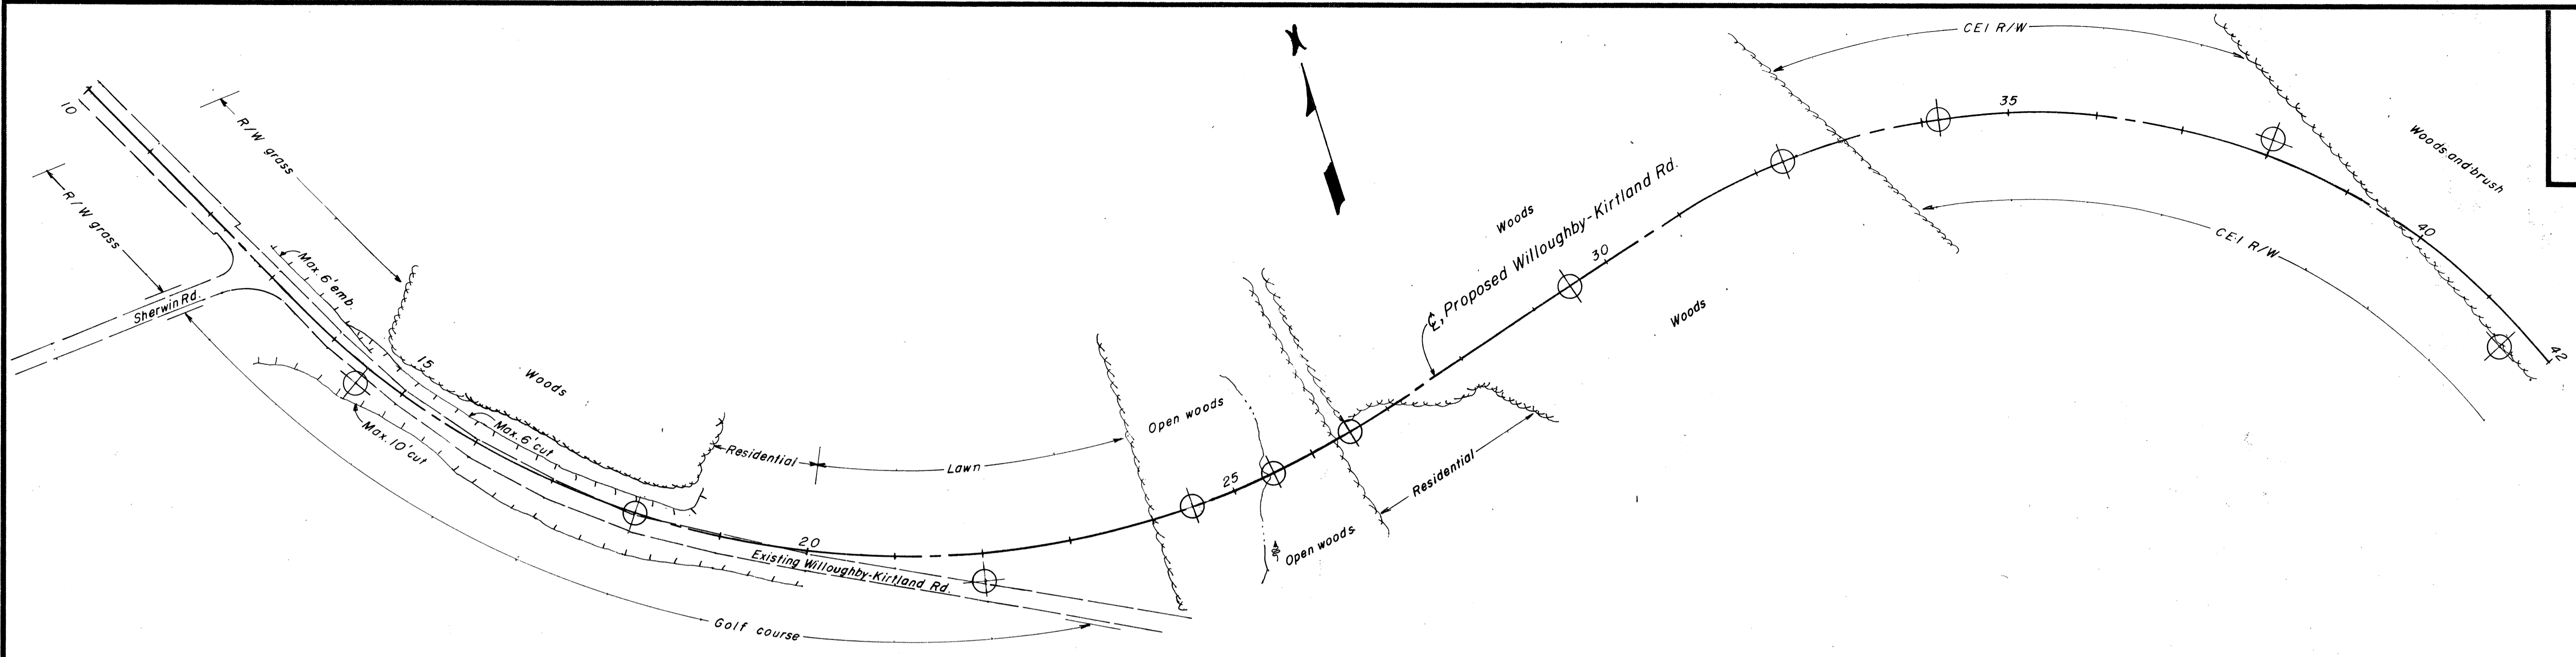 CEI R/W
10
R/W grass
35
Woods and brush
R/W grass
Woods
℄, Proposed Willoughby-Kirtland Rd.
30
40
CEI R/W
Max. 6' emb.
Sherwin Rd.
Woods
42
15
Woods
Open woods
Max. 6' cut
Max. 10' cut
Residential
Lawn
25
Residential
20
Existing Willoughby-Kirtland Rd.
Open woods
Golf course